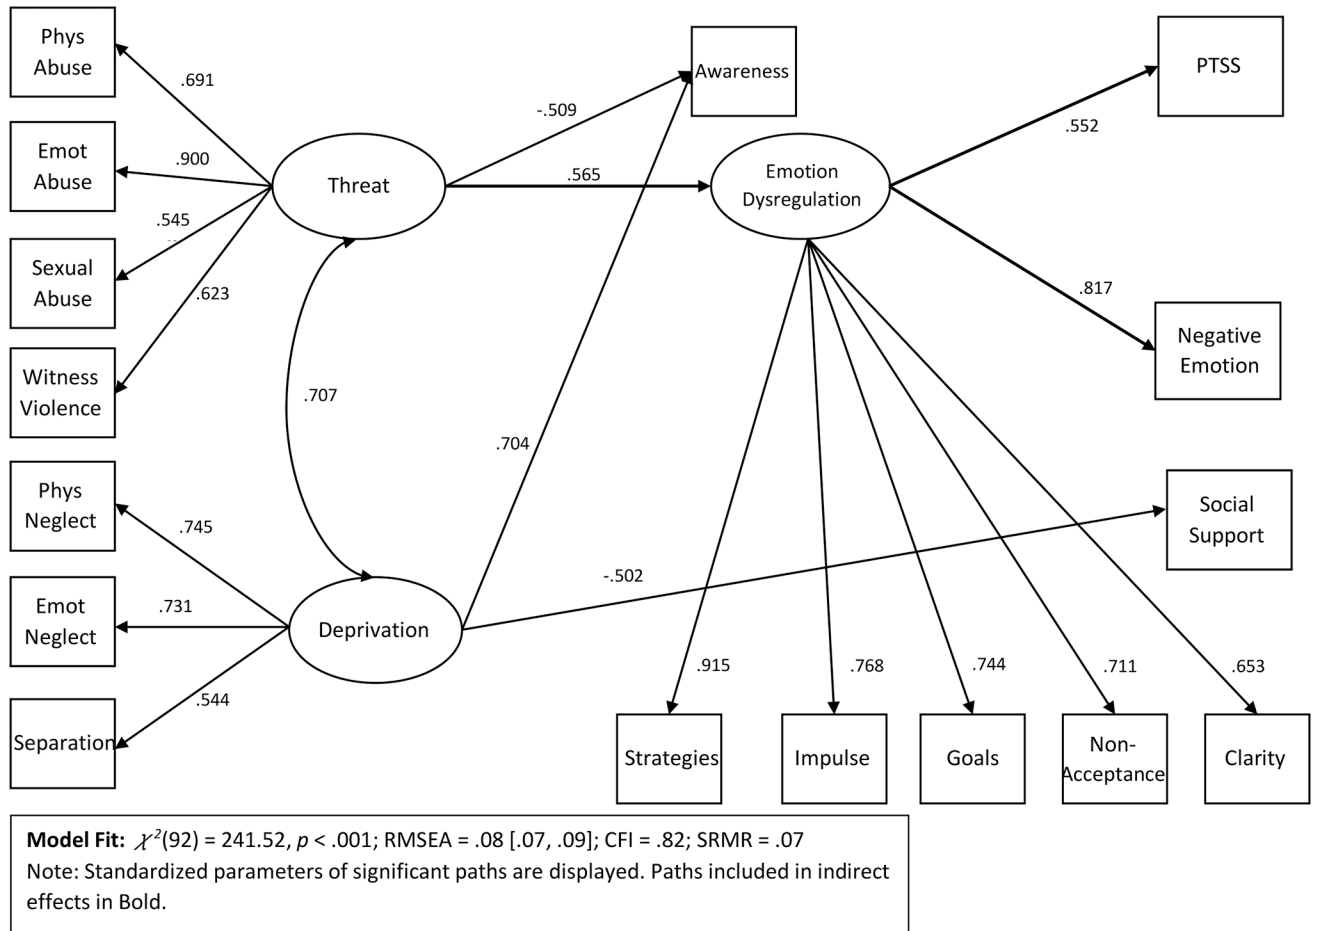 Phys
Abuse
.691
Awareness
PTSS
-.509
.552
Emot
Abuse
.900
Threat
.565
Emotion
Dysregulation
.545
Sexual
Abuse
.623
.817
Negative
Emotion
Witness
Violence
.707
.704
Phys
Neglect
.745
Social
Support
-.502
Emot
Neglect
.731
Deprivation
.544
.915
.768
.744
.711
.653
Separation
Strategies
Impulse
Goals
Non-
Acceptance
Clarity
Model Fit: χ²(92) = 241.52, p < .001; RMSEA = .08 [.07, .09]; CFI = .82; SRMR = .07
Note: Standardized parameters of significant paths are displayed. Paths included in indirect
effects in Bold.